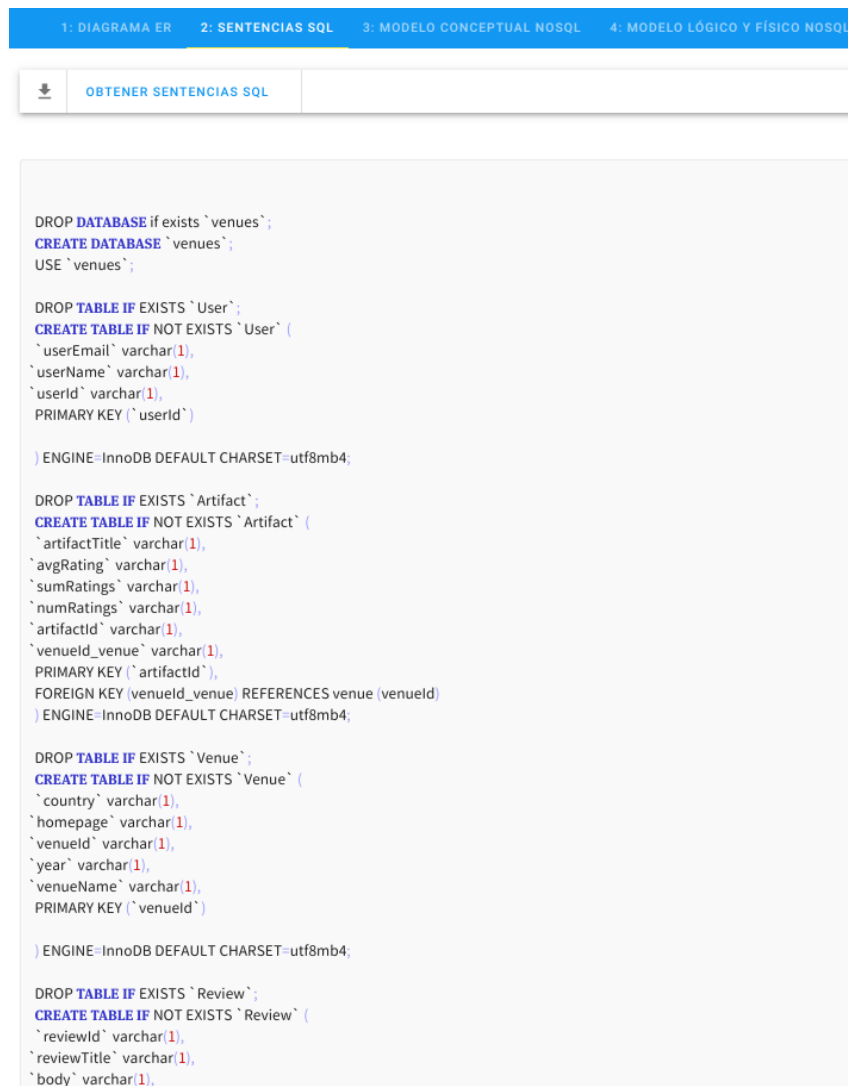 1: DIAGRAMA ER 2: SENTENCIAS SQL 3: MODELO CONCEPTUAL NOSQL 4: MODELO LÓGICO Y FÍSICO NOSQL
OBTENER SENTENCIAS SQL
DROP DATABASE if exists `venues`;
CREATE DATABASE `venues`;
USE `venues`;
DROP TABLE IF EXISTS `User`;
CREATE TABLE IF NOT EXISTS `User` (
`userEmail` varchar(1),
`userName` varchar(1),
`userId` varchar(1),
PRIMARY KEY (`userId`)
) ENGINE=InnoDB DEFAULT CHARSET=utf8mb4;
DROP TABLE IF EXISTS `Artifact`;
CREATE TABLE IF NOT EXISTS `Artifact` (
`artifactTitle` varchar(1),
`avgRating` varchar(1),
`sumRatings` varchar(1),
`numRatings` varchar(1),
`artifactId` varchar(1),
`venueId_venue` varchar(1),
PRIMARY KEY (`artifactId`),
FOREIGN KEY (venueId_venue) REFERENCES venue (venueId)
) ENGINE=InnoDB DEFAULT CHARSET=utf8mb4;
DROP TABLE IF EXISTS `Venue`;
CREATE TABLE IF NOT EXISTS `Venue` (
`country` varchar(1),
`homepage` varchar(1),
`venueId` varchar(1),
`year` varchar(1),
`venueName` varchar(1),
PRIMARY KEY (`venueId`)
) ENGINE=InnoDB DEFAULT CHARSET=utf8mb4;
DROP TABLE IF EXISTS `Review`;
CREATE TABLE IF NOT EXISTS `Review` (
`reviewId` varchar(1),
`reviewTitle` varchar(1),
`body` varchar(1),